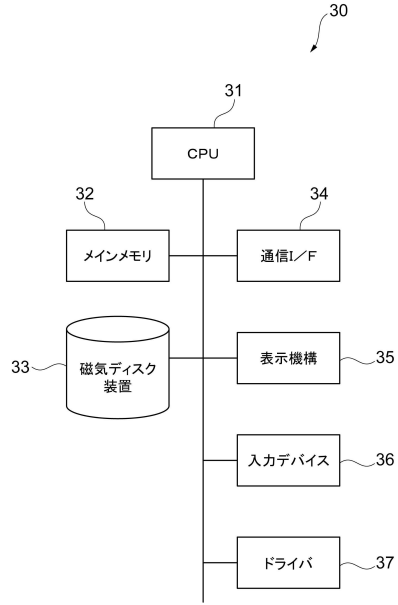 30
31
CPU
32
メインメモリ
34
通信I／F
33
磁気ディスク
装置
表示機構
35
入力デバイス
36
ドライバ
37